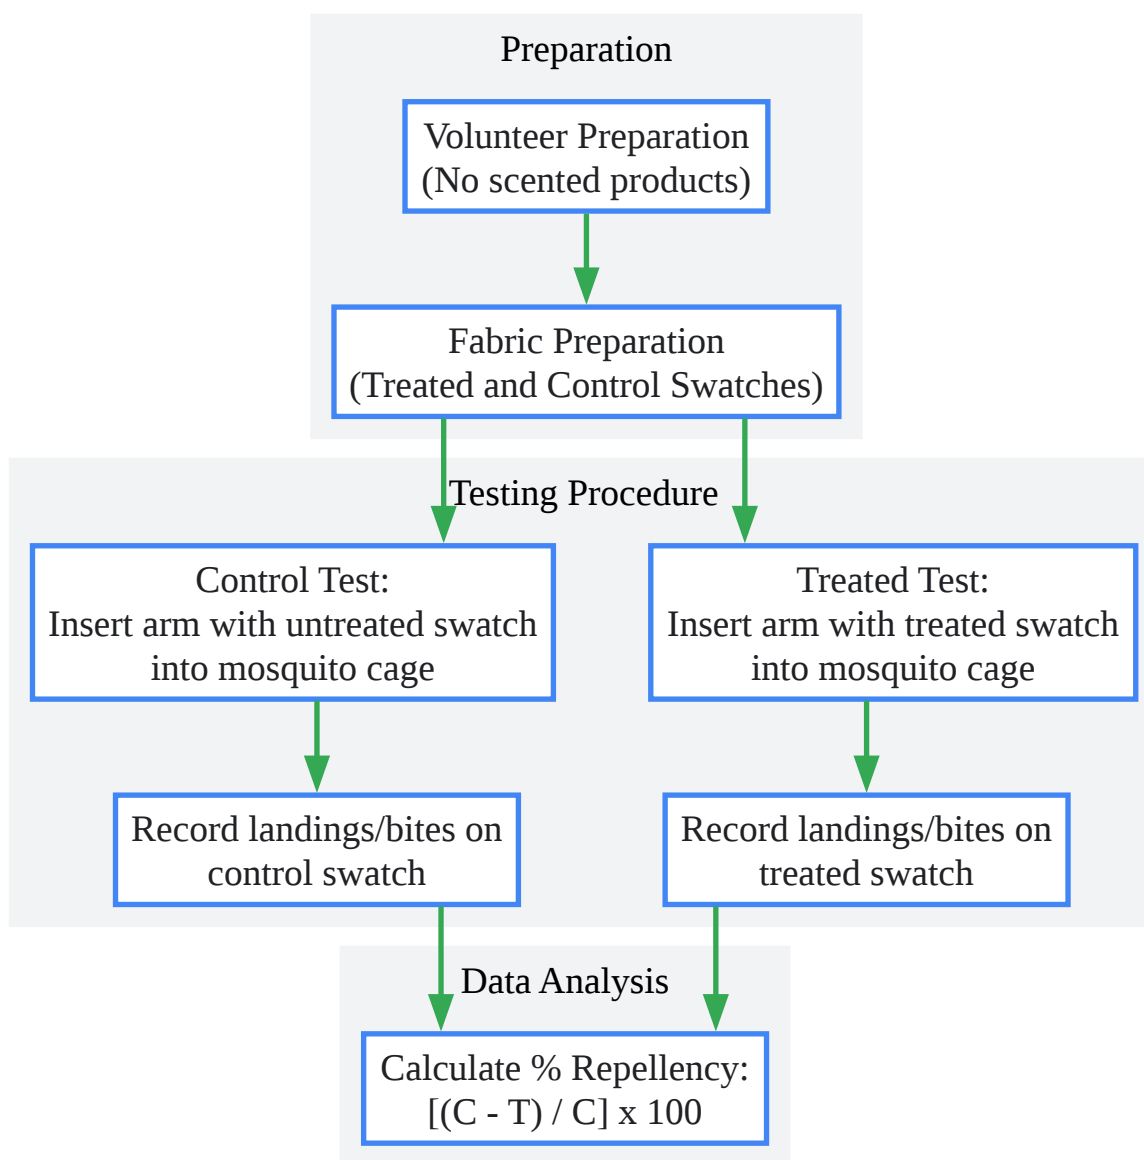 Preparation
Volunteer Preparation
(No scented products)
Fabric Preparation
(Treated and Control Swatches)
Testing Procedure
Control Test:
Insert arm with untreated swatch
into mosquito cage
Treated Test:
Insert arm with treated swatch
into mosquito cage
Record landings/bites on
control swatch
Record landings/bites on
treated swatch
Data Analysis
Calculate % Repellency:
[(C - T) / C] x 100